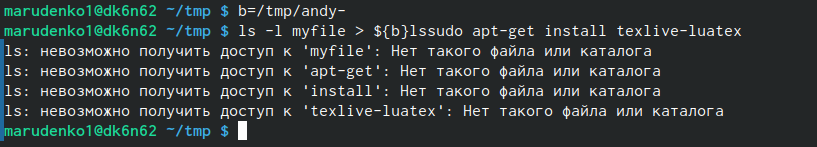 marudenko1@dk6n62 ~/tmp $ b=/tmp/andy-
marudenko1@dk6n62 ~/tmp $ ls -l myfile > ${b}lssudo apt-get install texlive-luatex
ls: невозможно получить доступ к 'myfile': Нет такого файла или каталога
ls: невозможно получить доступ к 'apt-get': Нет такого файла или каталога
ls: невозможно получить доступ к 'install': Нет такого файла или каталога
ls: невозможно получить доступ к 'texlive-luatex': Нет такого файла или каталога
marudenko1@dk6n62 ~/tmp $